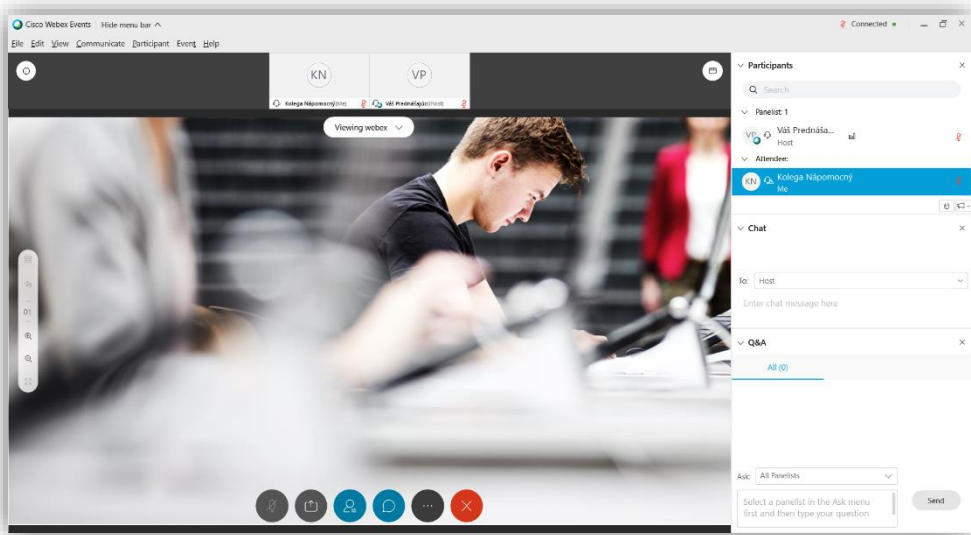 Cisco Webex Events Hide menu bar
Connected
File Edit View Communicate Participant Event Help
KN
VP
Kolega Nápomocný(Me)
Váš Prednášajúci(Host)
Viewing webex
01
Participants
Search
Panelist: 1
VP
Váš Prednáša...
Host
Attendee:
KN
Kolega Nápomocný
Me
Chat
To: Host
Enter chat message here
Q&A
All (0)
Ask: All Panelists
Select a panelist in the Ask menu
first and then type your question
Send